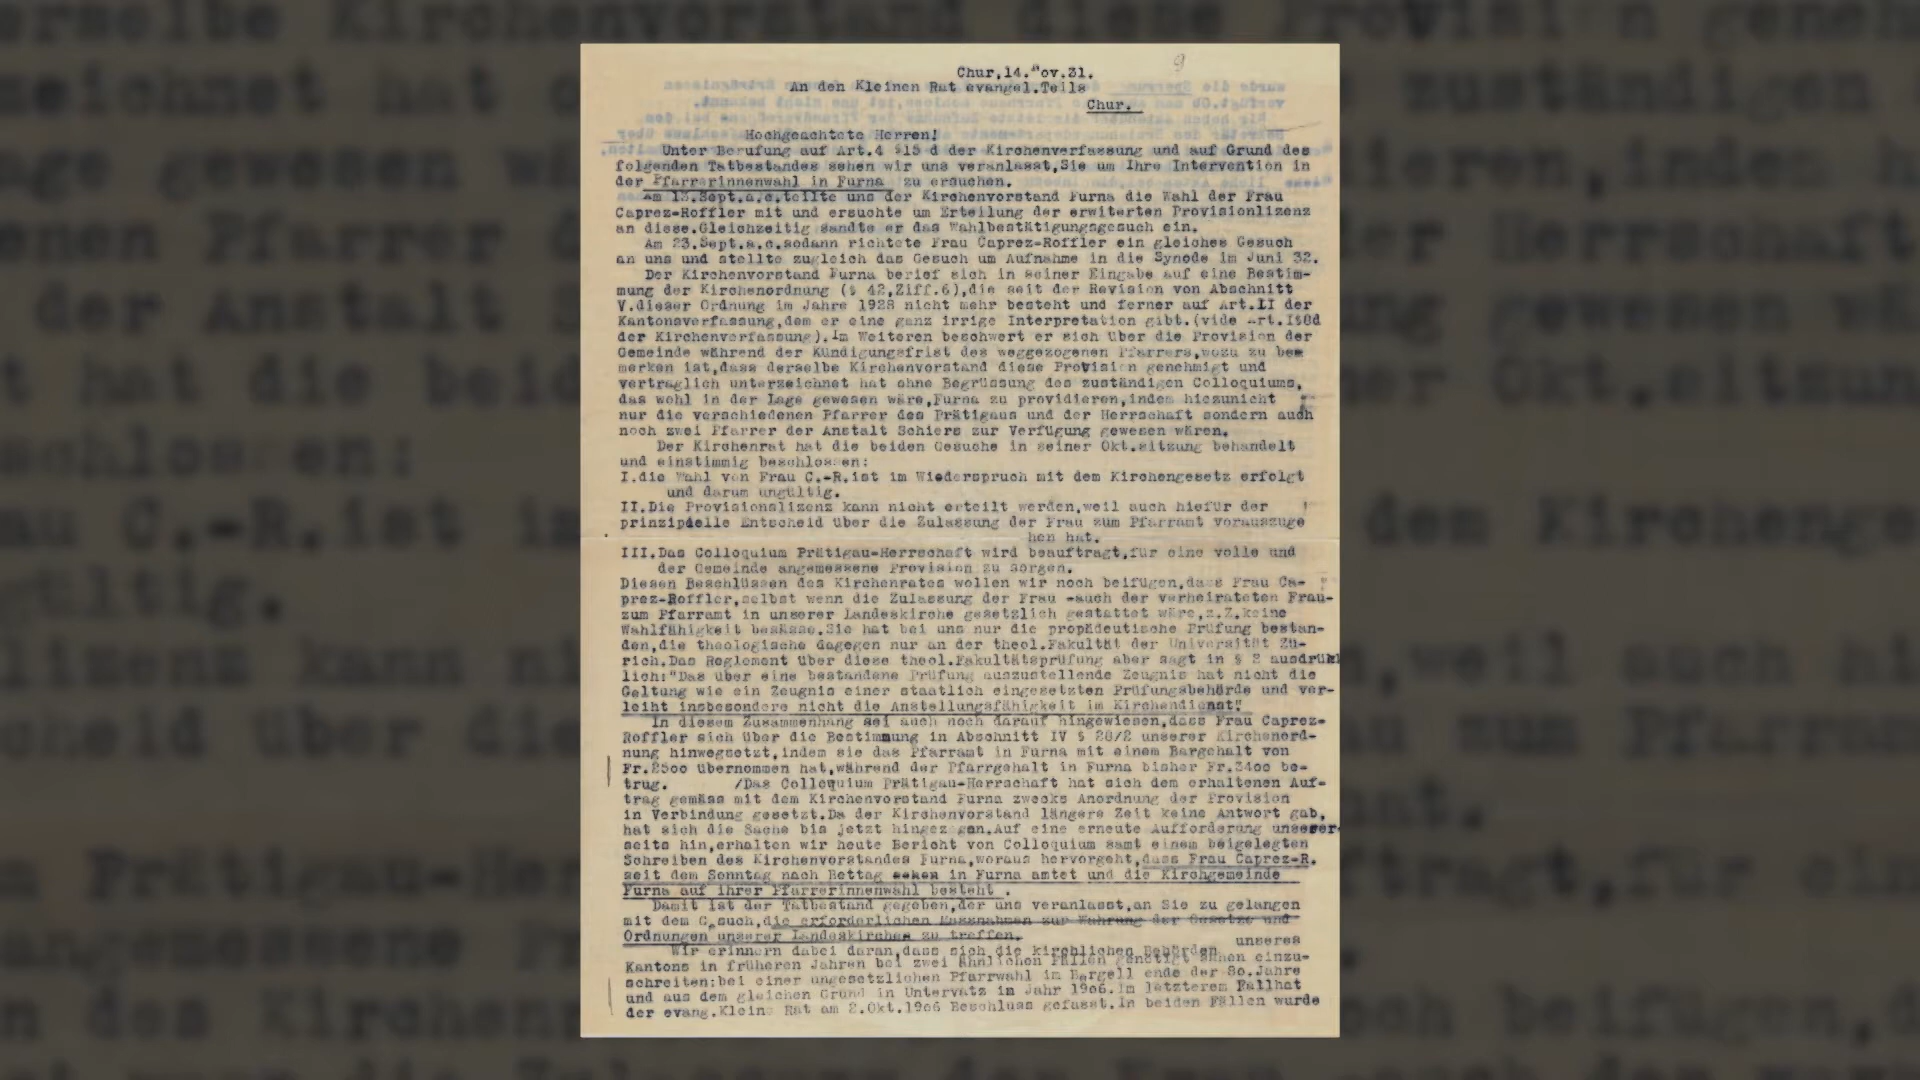 9
Chur,14.Nov.31.
An den Kleinen Rat evangel.Teils
Chur.
Hochgeachtete Herren!
Unter Berufung auf Art.4 §15 d der Kirchenverfassung und auf Grund des
folgenden Tatbestandes sehen wir uns veranlasst,Sie um Ihre Intervention in
der Pfarrerinnenwahl in Furna zu ersuchen.
Am 13.Sept.a.c.teilte uns der Kirchenvorstand Furna die Wahl der Frau
Caprez-Roffler mit und ersuchte um Erteilung der erwiterten Provisionlizenz
an diese.Gleichzeitig sandte er das Wahlbestätigungsgesuch ein.
Am 23.Sept.a.c.sodann richtete Frau Caprez-Roffler ein gleiches Gesuch
an uns und stellte zugleich das Gesuch um Aufnahme in die Synode im Juni 32.
Der Kirchenvorstand Furna berief sich in seiner Eingabe auf eine Bestim-
mung der Kirchenordnung (§ 42,Ziff.6),die seit der Revision von Abschnitt
V.dieser Ordnung im Jahre 1928 nicht mehr besteht und ferner auf Art.II der
Kantonsverfassung,dem er eine ganz irrige Interpretation gibt.(vide Art.I§8d
der Kirchenverfassung).Im Weiteren beschwert er sich über die Provision der
Gemeinde während der Kündigungsfrist des weggezogenen Pfarrers,wozu zu be=
merken ist,dass derselbe Kirchenvorstand diese Provision genehmigt und
vertraglich unterzeichnet hat ohne Begrüssung des zuständigen Colloquiums,
das wohl in der Lage gewesen wäre,Furna zu providieren,indem hiezunicht
nur die verschiedenen Pfarrer des Prätigaus und der Herrschaft sondern auch
noch zwei Pfarrer der Anstalt Schiers zur Verfügung gewesen wären.
Der Kirchenrat hat die beiden Gesuche in seiner Okt.sitzung behandelt
und einstimmig beschlos en:
I.die Wahl von Frau C.-R.ist im Wiederspruch mit dem Kirchengesetz erfolgt
und darum ungültig.
II.Die Provisionslizenz kann nicht erteilt werden,weil auch hiefür der
prinzipielle Entscheid über die Zulassung der Frau zum Pfarramt vorauszuge
hen hat.
III.Das Colloquium Prätigau=Herrschaft wird beauftragt,für eine volle und
der Gemeinde angemessene Provision zu sorgen.
Diesen Beschlüssen des Kirchenrates wollen wir noch beifügen,dass Frau Ca-
prez-Roffler,selbst wenn die Zulassung der Frau -auch der verheirateten Frau-
zum Pfarramt in unserer Landeskirche gesetzlich gestattet wäre,z.Z.keine
Wahlfähigkeit besässe.Sie hat bei uns nur die propädeutische Prüfung bestan-
den,die theologische dagegen nur an der theol.Fakultät der Universität Zü-
rich.Das Reglement über diese theol.Fakultätsprüfung aber sagt in § 2 ausdrükl
lich:"Das über eine bestandene Prüfung auszustellende Zeugnis hat nicht die
Geltung wie ein Zeugnis einer staatlich eingesetzten Prüfungsbehörde und ver-
leiht insbesondere nicht die Anstellungsfähigkeit im Kirchendienst"
In diesem Zusammenhang sei auch noch darauf hingewiesen,dass Frau Caprez-
Roffler sich über die Bestimmung in Abschnitt IV § 28/2 unserer Kirchenord-
nung hinwegsetzt,indem sie das Pfarramt in Furna mit einem Bargehalt von
Fr.2500 übernommen hat,während der Pfarrgehalt in Furna bisher Fr.3400 be-
trug. /Das Colloquium Prätigau=Herrschaft hat sich dem erhaltenen Auf-
trag gemäss mit dem Kirchenvorstand Furna zwecks Anordnung der Provision
in Verbindung gesetzt.Da der Kirchenvorstand längere Zeit keine Antwort gab,
hat sich die Sache bis jetzt hingez gen.Auf eine erneute Aufforderung unserer-
seits hin,erhalten wir heute Bericht von Colloquium samt einem beigelegten
Schreiben des Kirchenvorstandes Furna,woraus hervorgeht,dass Frau Caprez-R.
seit dem Sonntag nach Bettag in Furna amtet und die Kirchgemeinde
Furna auf ihrer Pfarrerinnenwahl besteht .
Damit ist der Tatbestand gegeben,der uns veranlasst,an Sie zu gelangen
mit dem Gesuch,die erforderlichen Massnahmen zur Wahrung der Gesetze und
Ordnungen unserer Landeskirche zu treffen.
Wir erinnern dabei daran,dass sich die kirchlichen Behörden unseres
Kantons in früheren Jahren bei zwei ähnlichen Fällen genötigt sahen einzu-
schreiten:bei einer ungesetzlichen Pfarrwahl im Bergell ende der 80.Jahre
und aus dem gleichen Grund in Untervatz im Jahr 1906.Im letzterem Fallhat
der evang.Kleine Rat am 2.Okt.1906 Beschluss gefasst.In beiden Fällen wurde